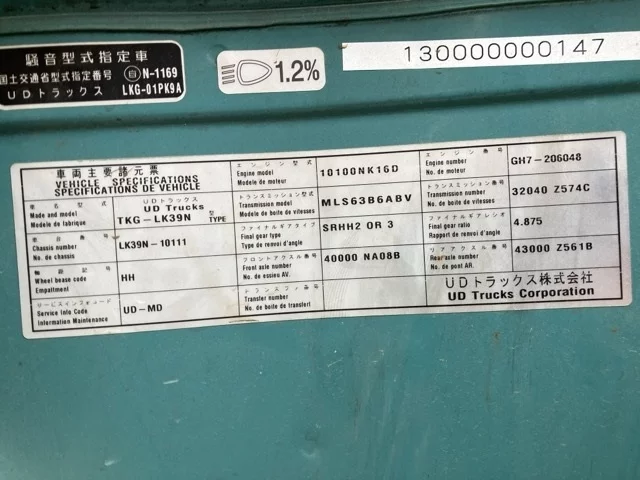 騒音型式指定車
国土交通省型式指定番号 自 N-1169
UDトラックス LKG-01PK9A
1.2%
130000000147
車両主要諸元票
VEHICLE SPECIFICATIONS
SPECIFICATIONS DE VEHICLE
車名型式
Made and model
Modele de fabrique
UDトラックス
UD Trucks
TKG-LK39N 型 TYPE
車台番号
Chassis number
No. de chassis
LK39N-10111
軸距記号
Wheel base code
Empattement
HH
サービスインフォコード
Service Info Code
Information Maintenance
UD-MD
エンジン型式
Engine model
Modele de moteur
10100NK16D
トランスミッション型式
Transmission model
Modele de boite de vitesses
MLS63B6ABV
ファイナルギアタイプ
Final gear type
Type de renvoi d'angle
SRHH2 OR 3
フロントアクスル番号
Front axle number
No. de essieu AV.
40000 NA08B
トランスファ番号
Transfer number
No. de boite de transfert
エンジン番号
Engine number
No. de moteur
GH7-206048
トランスミッション番号
Transmission number
No de boite de vitesses
32040 Z574C
ファイナルギアレシオ
Final gear ratio
Rapport de renvoi d'angle
4.875
リアアクスル番号
Rear axle number
No. de pont AR.
43000 Z561B
UDトラックス株式会社
UD Trucks Corporation